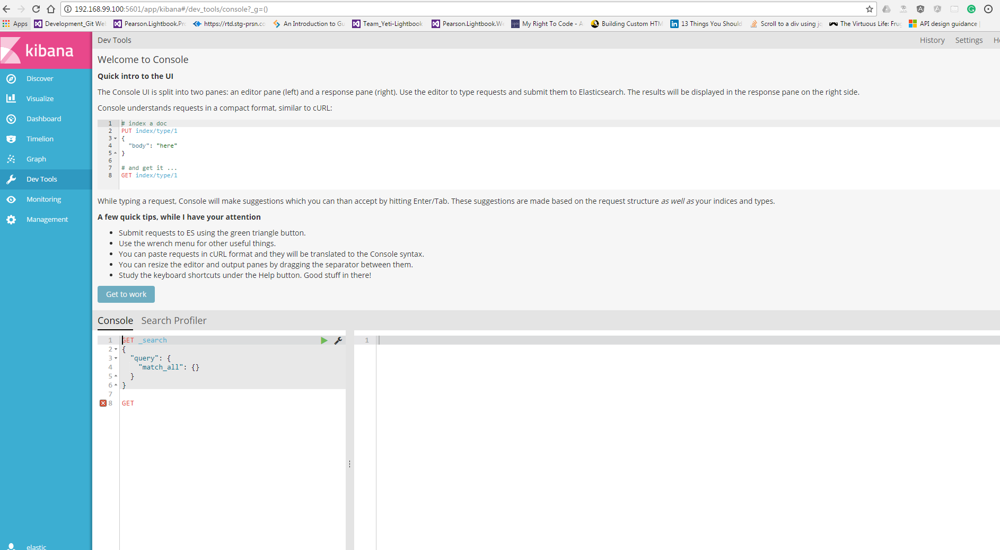 192.168.99.100:5601/app/kibana#/dev_tools/console?_g=()
Apps Development_Git We Pearson.Lightbook.Pr https://rtd.stg-prsn.co An Introduction to Gu Team_Yeti-Lightbook Pearson.Lightbook.W My Right To Code - A Building Custom HTM 13 Things You Should Scroll to a div using jq The Virtuous Life: Frug API design guidance
kibana
Discover
Visualize
Dashboard
Timelion
Graph
Dev Tools
Monitoring
Management
elastic
Dev Tools History Settings He
Welcome to Console
Quick intro to the UI
The Console UI is split into two panes: an editor pane (left) and a response pane (right). Use the editor to type requests and submit them to Elasticsearch. The results will be displayed in the response pane on the right side.
Console understands requests in a compact format, similar to cURL:
1 # index a doc
2 PUT index/type/1
3 {
4 "body": "here"
5 }
6
7 # and get it ...
8 GET index/type/1
While typing a request, Console will make suggestions which you can than accept by hitting Enter/Tab. These suggestions are made based on the request structure as well as your indices and types.
A few quick tips, while I have your attention
Submit requests to ES using the green triangle button.
Use the wrench menu for other useful things.
You can paste requests in cURL format and they will be translated to the Console syntax.
You can resize the editor and output panes by dragging the separator between them.
Study the keyboard shortcuts under the Help button. Good stuff in there!
Get to work
Console Search Profiler
1 GET _search
2 {
3 "query": {
4 "match_all": {}
5 }
6 }
7
8 GET
1